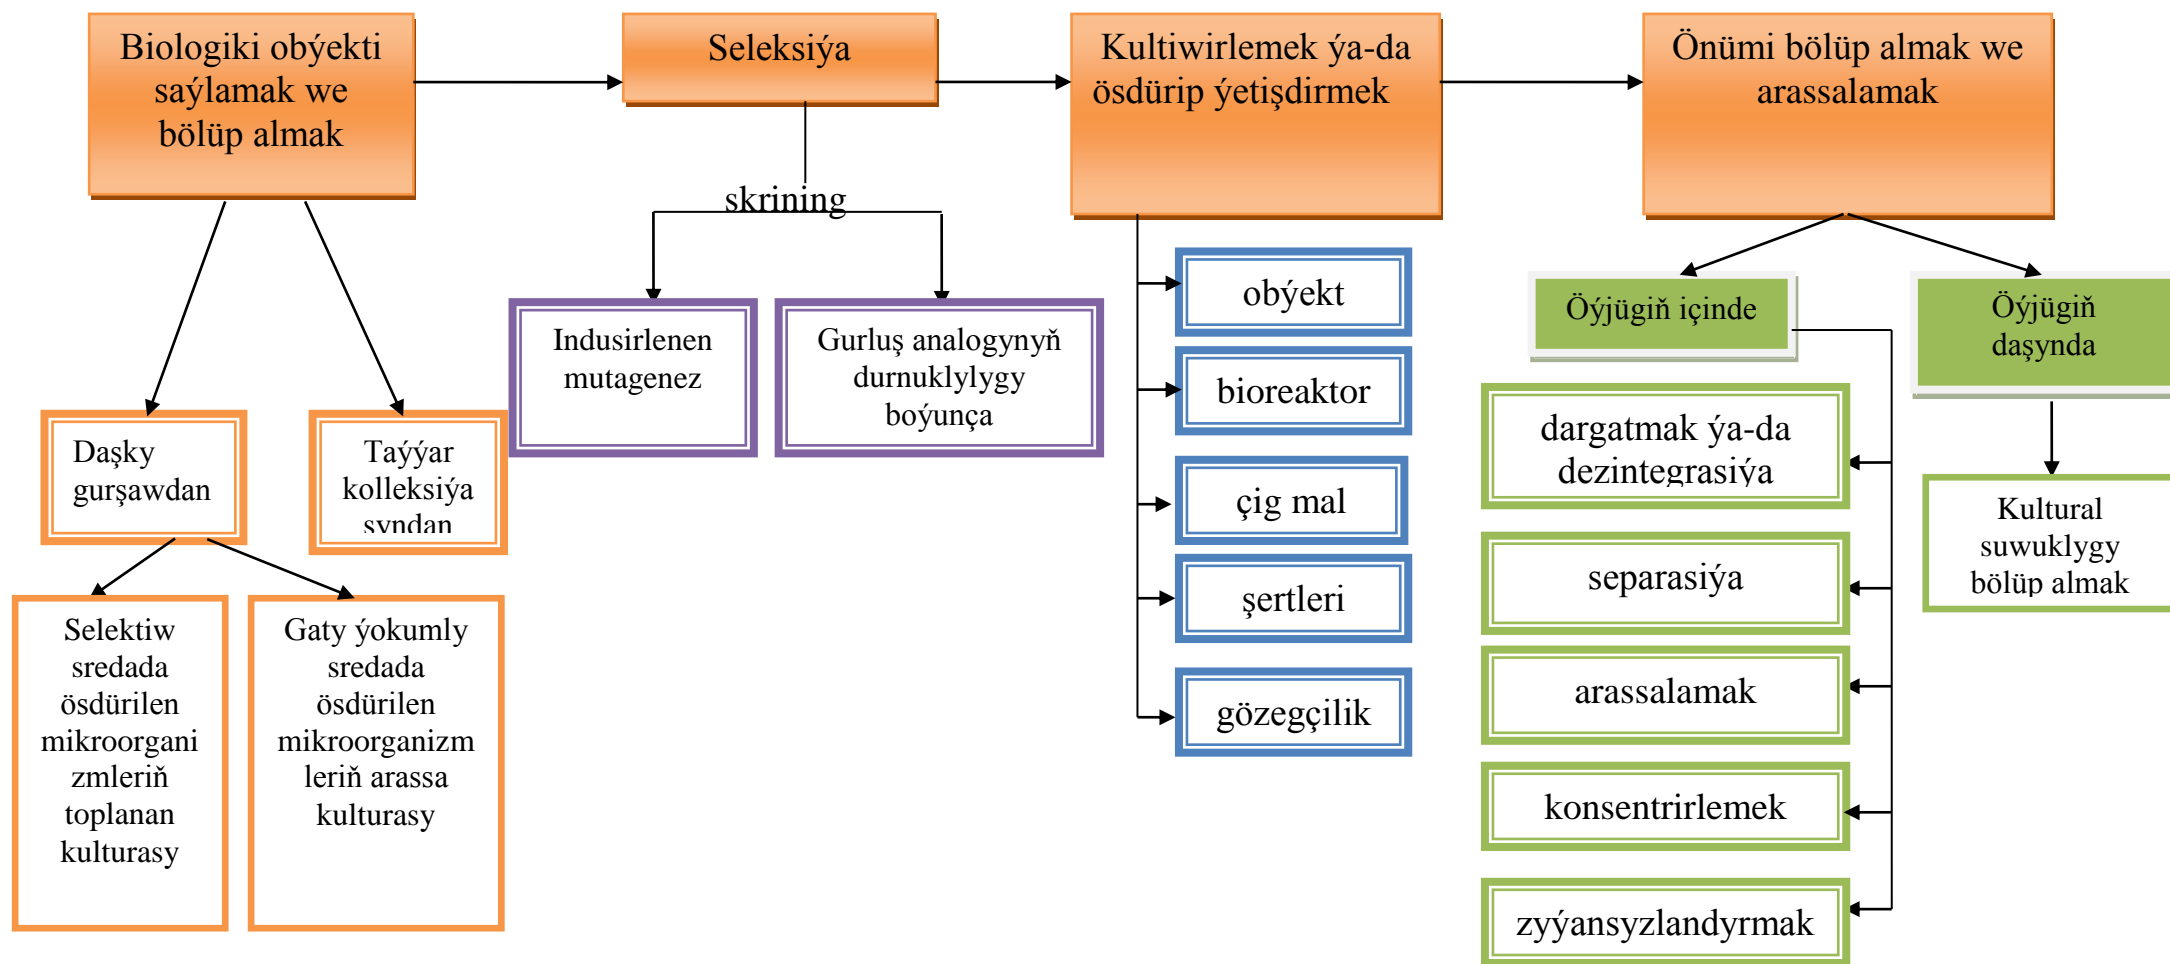 Biologiki obýekti
saýlamak we
bölüp almak
Seleksiýa
Kultiwirlemek ýa-da
ösdürip ýetişdirmek
Önümi bölüp almak we
arassalamak
skrining
Indusirlenen
mutagenez
Gurluş analogynyň
durnuklylygy
boýunça
Daşky
gurşawdan
Taýýar
kolleksiýa
syndan
Selektiw
sredada
ösdürilen
mikroorgani
zmleriň
toplanan
kulturasy
Gaty ýokumly
sredada
ösdürilen
mikroorganizm
leriň arassa
kulturasy
obýekt
bioreaktor
çig mal
şertleri
gözegçilik
Öýjügiň içinde
Öýjügiň
daşynda
dargatmak ýa-da
dezintegrasiýa
separasiýa
arassalamak
konsentrirlemek
zyýansyzlandyrmak
Kultural
suwuklygy
bölüp almak